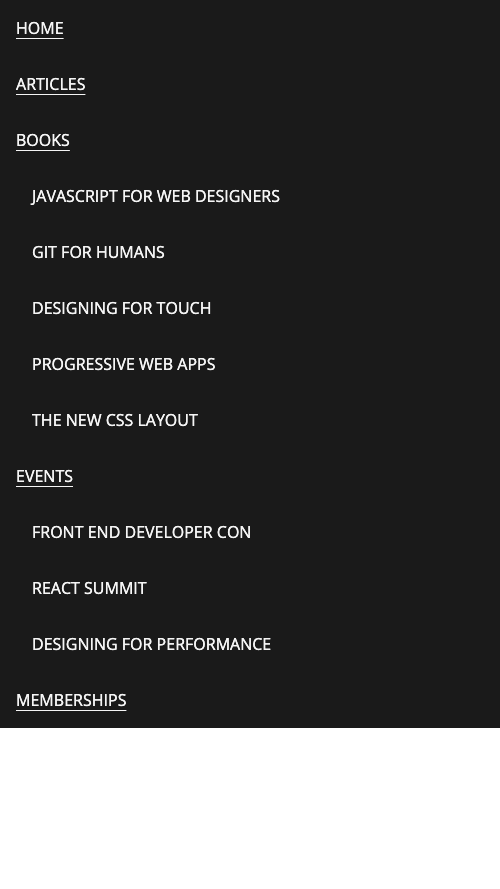 HOME
ARTICLES
BOOKS
JAVASCRIPT FOR WEB DESIGNERS
GIT FOR HUMANS
DESIGNING FOR TOUCH
PROGRESSIVE WEB APPS
THE NEW CSS LAYOUT
EVENTS
FRONT END DEVELOPER CON
REACT SUMMIT
DESIGNING FOR PERFORMANCE
MEMBERSHIPS